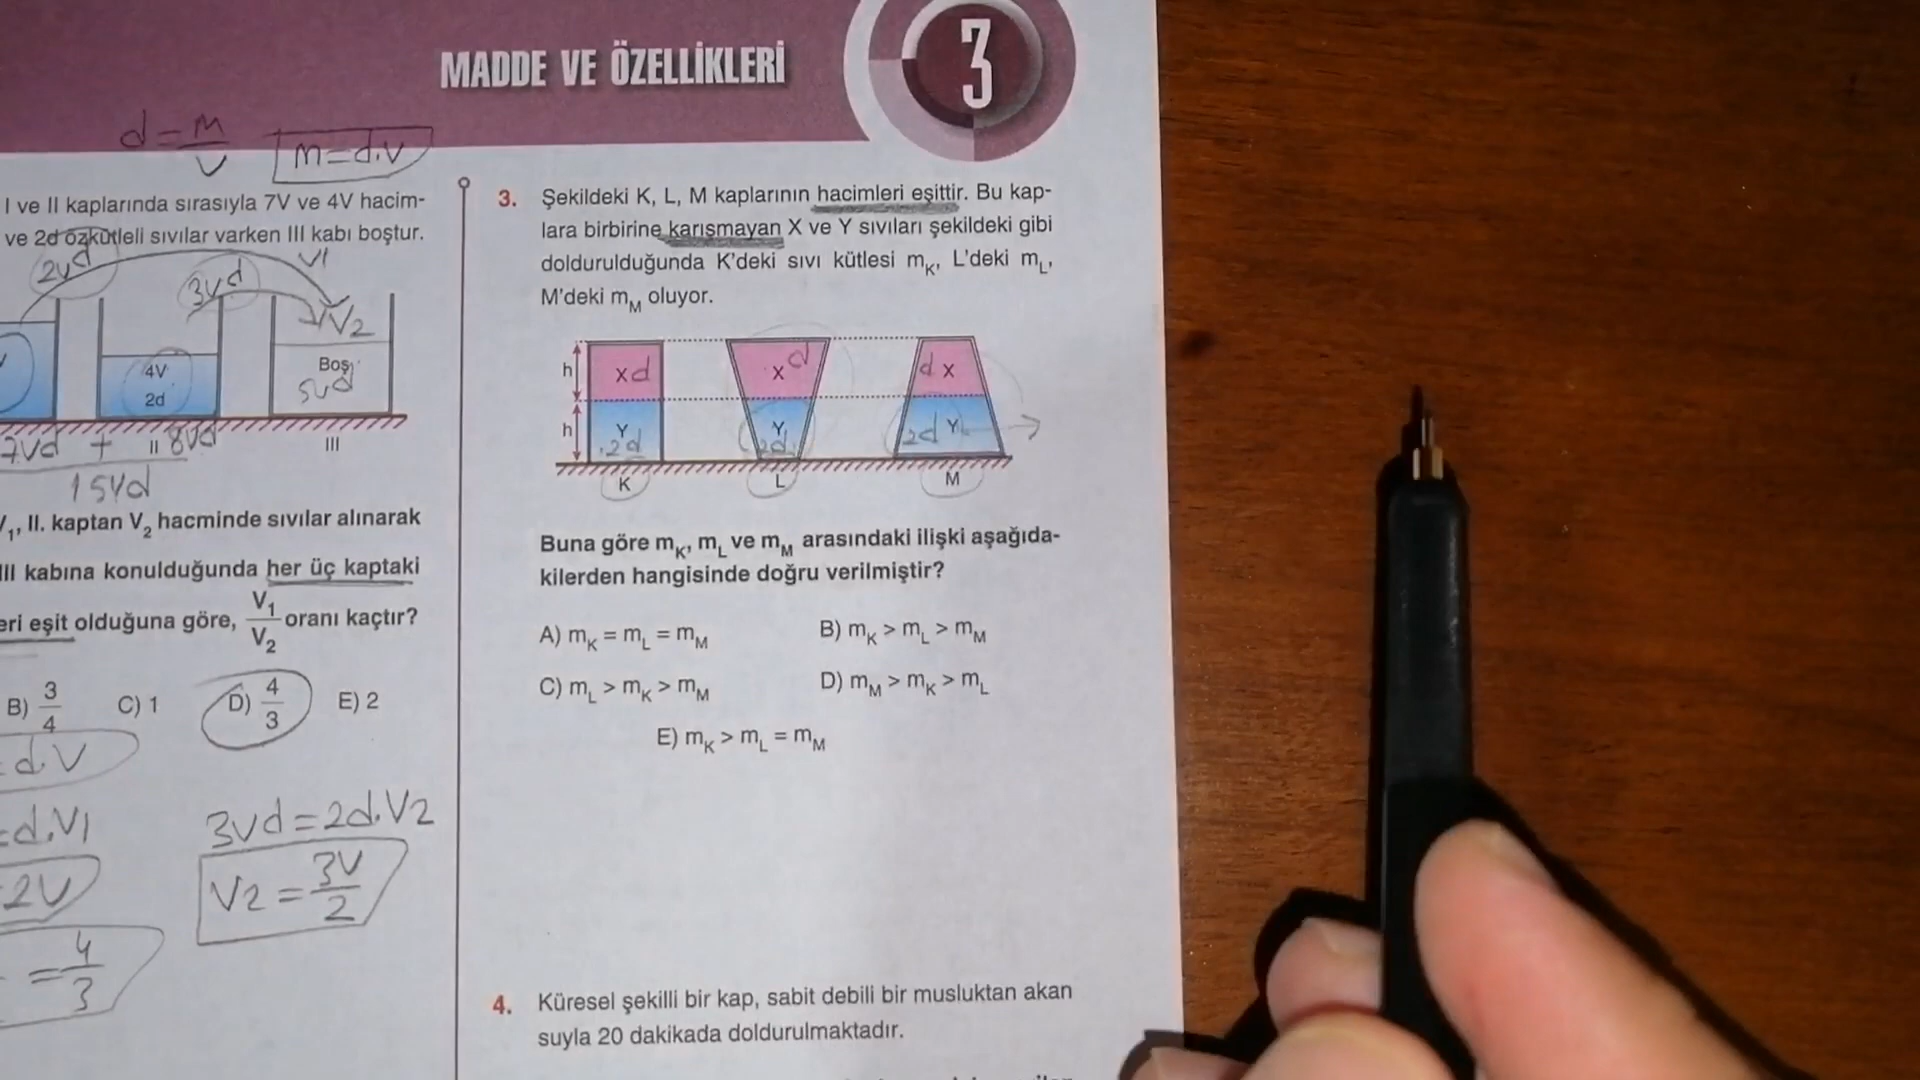 MADDE VE ÖZELLİKLERİ
3
d=M/V
m=d.V
I ve II kaplarında sırasıyla 7V ve 4V hacim-
ve 2d özkütleli sıvılar varken III kabı boştur.
2vd
3vd
V1
V2
4V
2d
Boş
5vd
7vd + 8vd
II
III
15vd
V1, II. kaptan V2 hacminde sıvılar alınarak
III kabına konulduğunda her üç kaptaki
eri eşit olduğuna göre, V1/V2 oranı kaçtır?
B) 3/4 C) 1 D) 4/3 E) 2
d.V
=d.V1
=2V
=4/3
3vd=2d.V2
V2=3V/2
3. Şekildeki K, L, M kaplarının hacimleri eşittir. Bu kap-
lara birbirine karışmayan X ve Y sıvıları şekildeki gibi
doldurulduğunda K'deki sıvı kütlesi mK, L'deki mL,
M'deki mM oluyor.
h X d X d d X
h Y 2d Y 2d 2d Y
K L M
Buna göre mK, mL ve mM arasındaki ilişki aşağıda-
kilerden hangisinde doğru verilmiştir?
A) mK = mL = mM B) mK > mL > mM
C) mL > mK > mM D) mM > mK > mL
E) mK > mL = mM
4. Küresel şekilli bir kap, sabit debili bir musluktan akan
suyla 20 dakikada doldurulmaktadır.